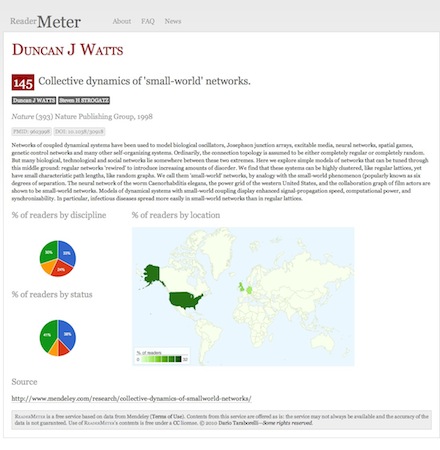 ReaderMeter About FAQ News
DUNCAN J WATTS
145 Collective dynamics of 'small-world' networks.
Duncan J WATTS Steven H STROGATZ
Nature (393) Nature Publishing Group, 1998
PMID: 9623998 DOI: 10.1038/30918
Networks of coupled dynamical systems have been used to model biological oscillators, Josephson junction arrays, excitable media, neural networks, spatial games,
genetic control networks and many other self-organizing systems. Ordinarily, the connection topology is assumed to be either completely regular or completely random.
But many biological, technological and social networks lie somewhere between these two extremes. Here we explore simple models of networks that can be tuned through
this middle ground: regular networks 'rewired' to introduce increasing amounts of disorder. We find that these systems can be highly clustered, like regular lattices, yet
have small characteristic path lengths, like random graphs. We call them 'small-world' networks, by analogy with the small-world phenomenon (popularly known as six
degrees of separation. The neural network of the worm Caenorhabditis elegans, the power grid of the western United States, and the collaboration graph of film actors are
shown to be small-world networks. Models of dynamical systems with small-world coupling display enhanced signal-propagation speed, computational power, and
synchronizability. In particular, infectious diseases spread more easily in small-world networks than in regular lattices.
% of readers by discipline % of readers by location
30% 33%
24%
% of readers by status
41% 38%
% of readers
0 32
Source
http://www.mendeley.com/research/collective-dynamics-of-smallworld-networks/
READERMETER is a free service based on data from Mendeley (Terms of Use). Contents from this service are offered as is: the service may not always be available and the accuracy of the
data is not guaranteed. Use of READERMETER's contents is free under a CC license. © 2010 Dario Taraborelli—Some rights reserved.